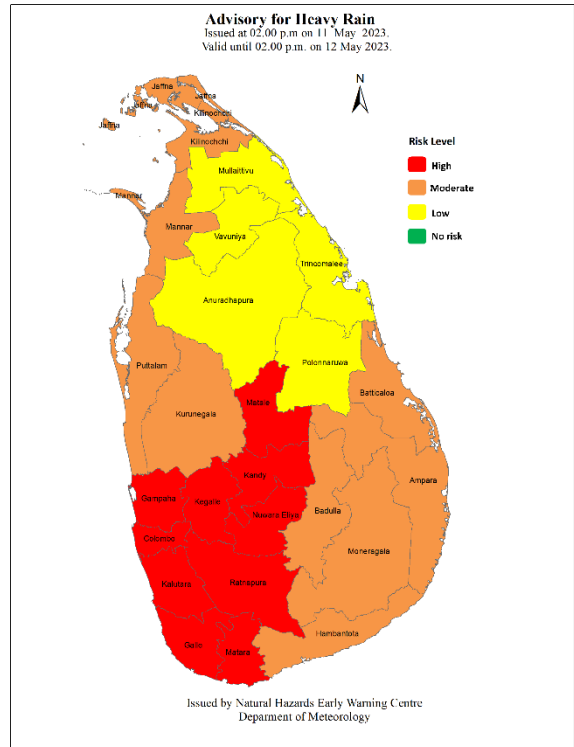 Advisory for Heavy Rain
Issued at 02.00 p.m on 11 May 2023.
Valid until 02.00 p.m. on 12 May 2023.
N
Jaffna
Jaffna
Jaffna
Jaffna
Kilinochchi
Kilinochchi
Mullaittivu
Mannar
Mannar
Vavuniya
Trincomalee
Anuradhapura
Risk Level
High
Moderate
Low
No risk
Puttalam
Polonnaruwa
Batticaloa
Kurunegala
Matale
Kandy
Ampara
Gampaha
Kegalle
Nuwara Eliya
Badulla
Colombo
Moneragala
Kalutara
Ratnapura
Hambantota
Galle
Matara
Issued by Natural Hazards Early Warning Centre
Deparment of Meteorology